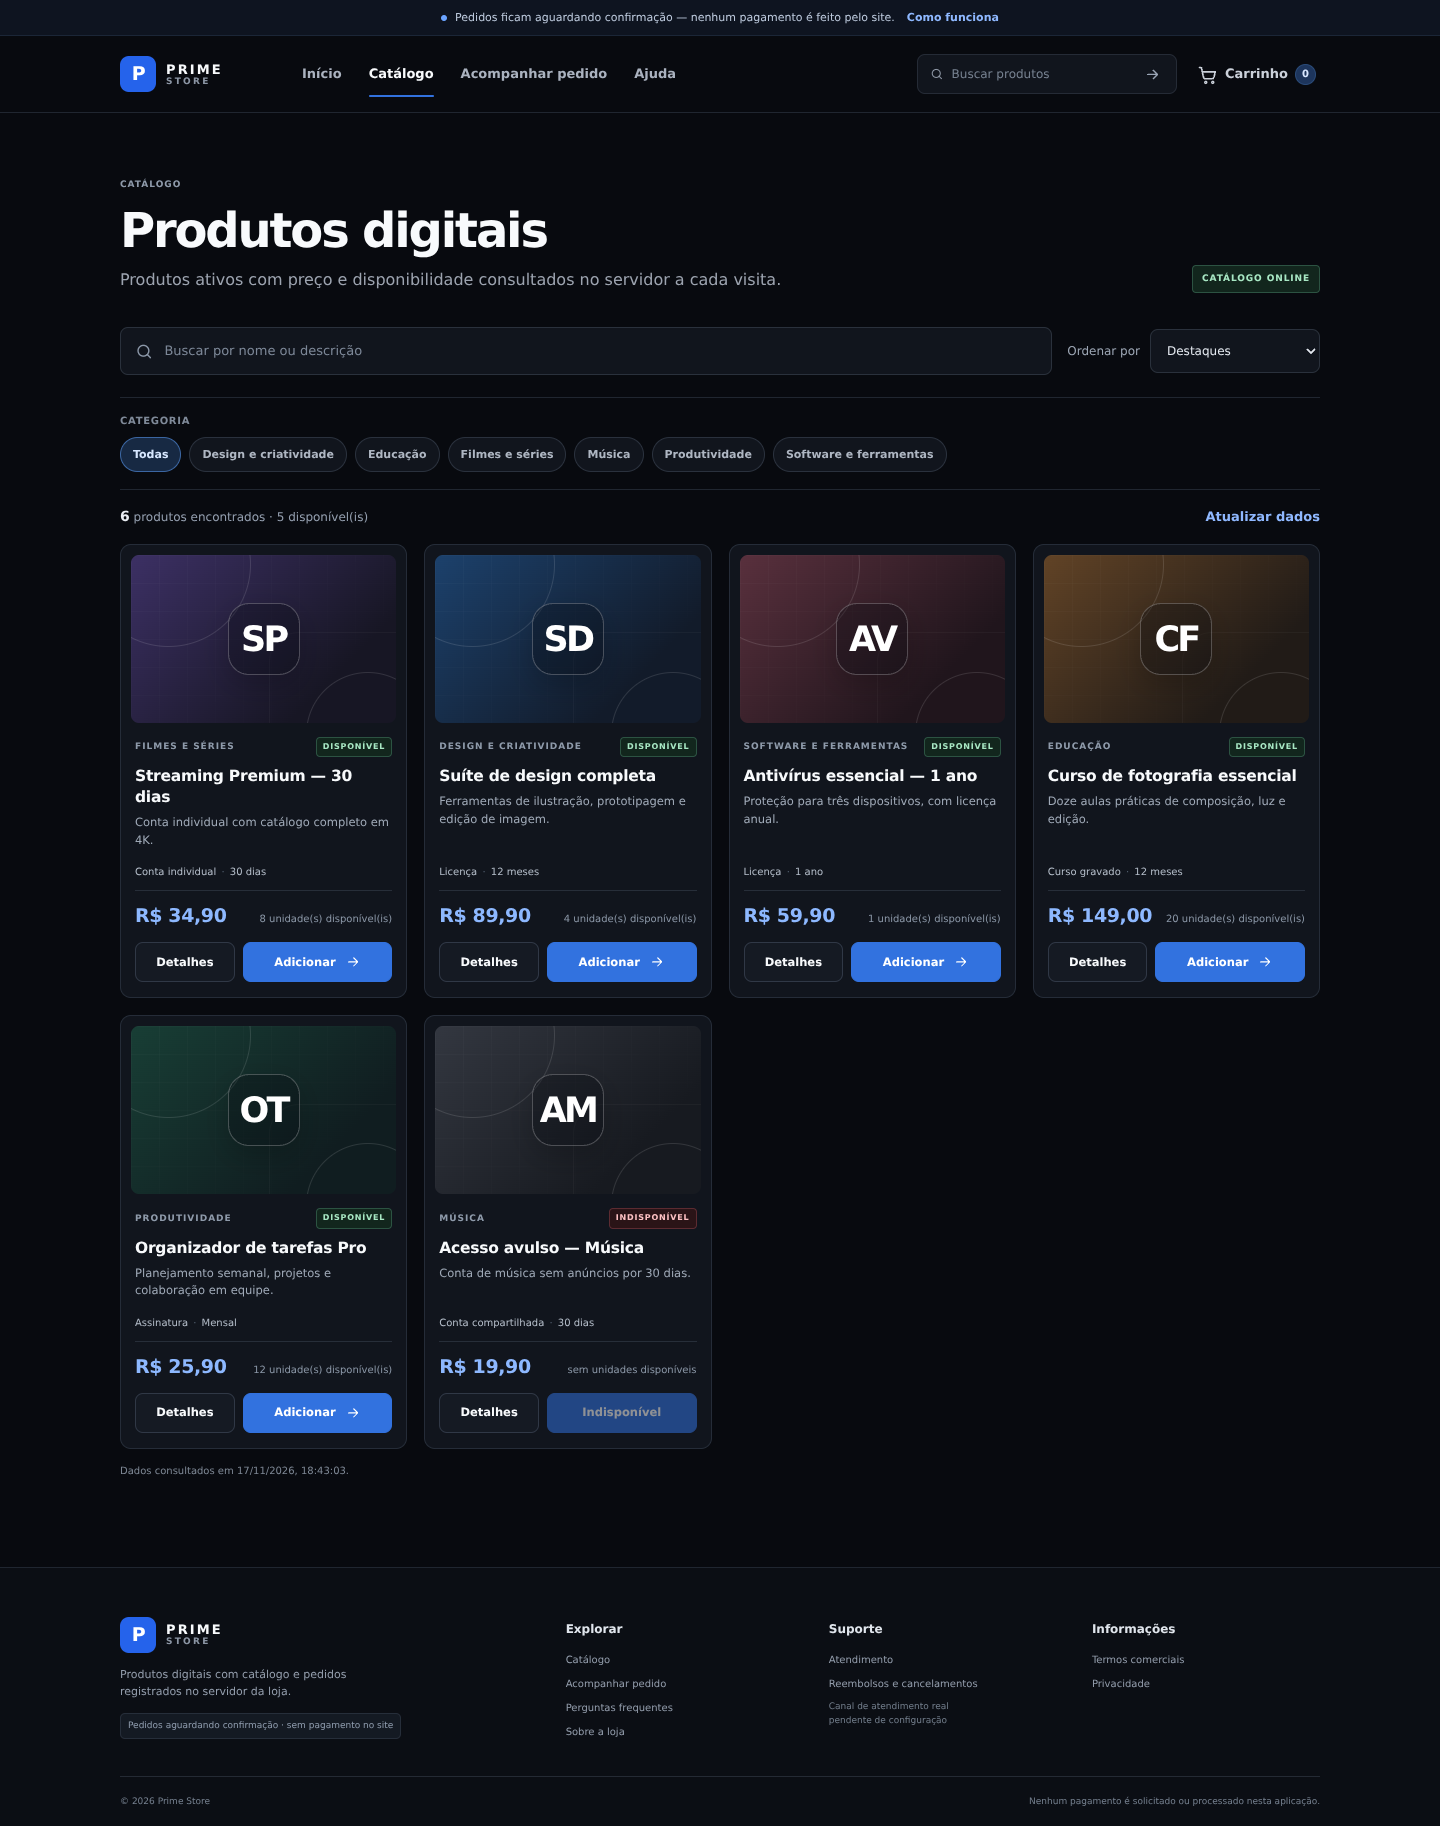 Pedidos ficam aguardando confirmação — nenhum pagamento é feito pelo site. Como funciona
P PRIME STORE
Início Catálogo Acompanhar pedido Ajuda
Buscar produtos
Carrinho 0
CATÁLOGO
Produtos digitais
Produtos ativos com preço e disponibilidade consultados no servidor a cada visita.
CATÁLOGO ONLINE
Buscar por nome ou descrição
Ordenar por Destaques
CATEGORIA
Todas Design e criatividade Educação Filmes e séries Música Produtividade Software e ferramentas
6 produtos encontrados · 5 disponível(is)
Atualizar dados
SP
FILMES E SÉRIES DISPONÍVEL
Streaming Premium — 30
dias
Conta individual com catálogo completo em
4K.
Conta individual · 30 dias
R$ 34,90 8 unidade(s) disponível(is)
Detalhes Adicionar
SD
DESIGN E CRIATIVIDADE DISPONÍVEL
Suíte de design completa
Ferramentas de ilustração, prototipagem e
edição de imagem.
Licença · 12 meses
R$ 89,90 4 unidade(s) disponível(is)
Detalhes Adicionar
AV
SOFTWARE E FERRAMENTAS DISPONÍVEL
Antivírus essencial — 1 ano
Proteção para três dispositivos, com licença
anual.
Licença · 1 ano
R$ 59,90 1 unidade(s) disponível(is)
Detalhes Adicionar
CF
EDUCAÇÃO DISPONÍVEL
Curso de fotografia essencial
Doze aulas práticas de composição, luz e
edição.
Curso gravado · 12 meses
R$ 149,00 20 unidade(s) disponível(is)
Detalhes Adicionar
OT
PRODUTIVIDADE DISPONÍVEL
Organizador de tarefas Pro
Planejamento semanal, projetos e
colaboração em equipe.
Assinatura · Mensal
R$ 25,90 12 unidade(s) disponível(is)
Detalhes Adicionar
AM
MÚSICA INDISPONÍVEL
Acesso avulso — Música
Conta de música sem anúncios por 30 dias.
Conta compartilhada · 30 dias
R$ 19,90 sem unidades disponíveis
Detalhes Indisponível
Dados consultados em 17/11/2026, 18:43:03.
P PRIME STORE
Produtos digitais com catálogo e pedidos
registrados no servidor da loja.
Pedidos aguardando confirmação · sem pagamento no site
Explorar
Catálogo
Acompanhar pedido
Perguntas frequentes
Sobre a loja
Suporte
Atendimento
Reembolsos e cancelamentos
Canal de atendimento real
pendente de configuração
Informações
Termos comerciais
Privacidade
© 2026 Prime Store
Nenhum pagamento é solicitado ou processado nesta aplicação.